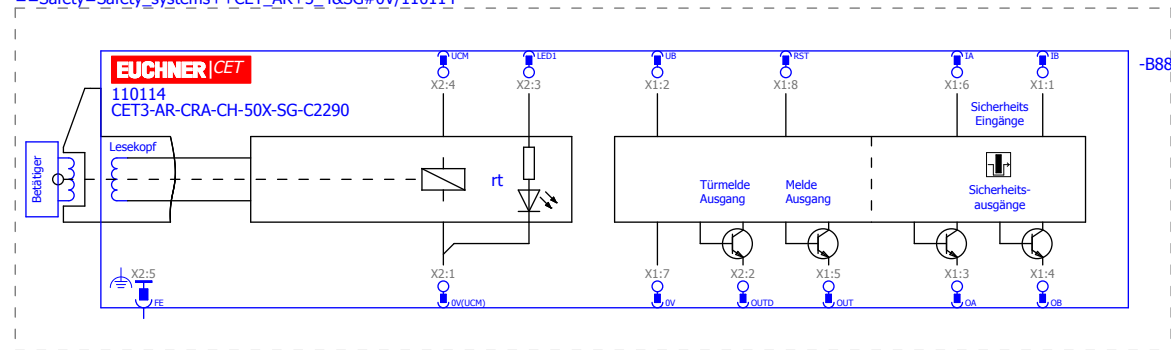 UCM LED1 UB RST IA IB
X2:4 X2:3 X1:2 X1:8 X1:6 X1:1
-B88
EUCHNER CET
110114
CET3-AR-CRA-CH-50X-SG-C2290
Sicherheits
Eingänge
Lesekopf
Betätiger
rt
Türmelde
Ausgang
Melde
Ausgang
Sicherheits-
ausgänge
X2:5 X2:1 X1:7 X2:2 X1:5 X1:3 X1:4
FE 0V(UCM) 0V OUTD OUT OA OB